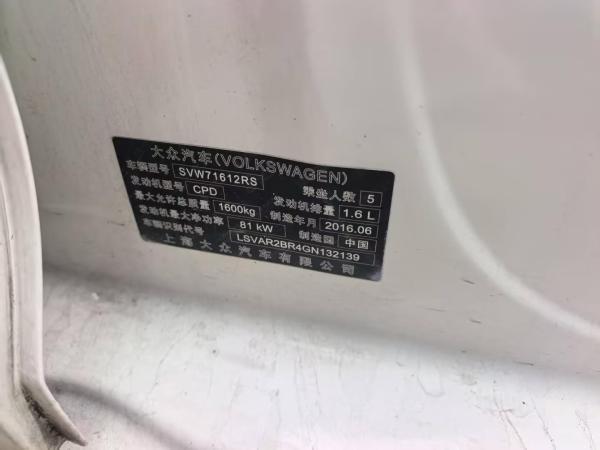 大众汽车(VOLKSWAGEN)
车辆型号 SVW71612RS 乘坐人数 5
发动机型号 CPD 发动机排量 1.6 L
最大允许总质量 1600kg 制造年月 2016.06
发动机最大净功率 81 kW 制造国 中国
车辆识别代号 LSVAR2BR4GN132139
上海大众汽车有限公司